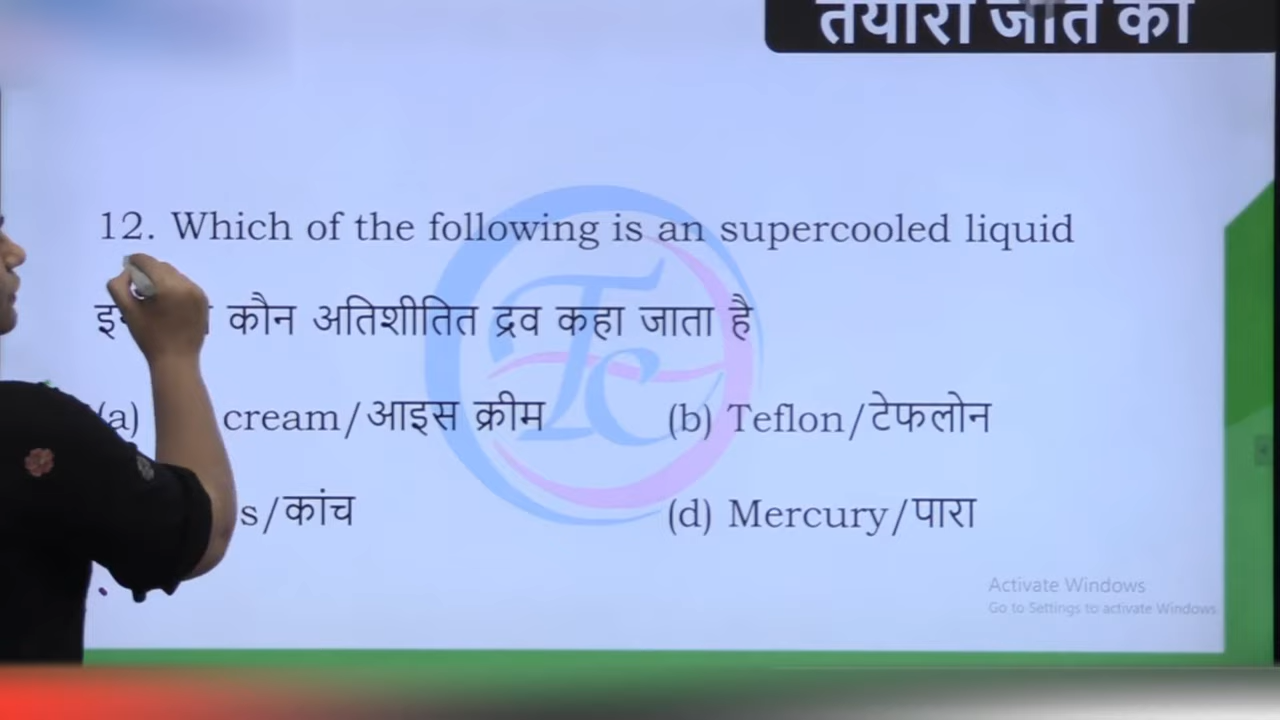 तैयारी जीत की
12. Which of the following is an supercooled liquid
कौन अतिशीतित द्रव कहा जाता है
(a) cream/आइस क्रीम (b) Teflon/टेफलोन
s/कांच (d) Mercury/पारा
Activate Windows
Go to Settings to activate Windows.
Tc